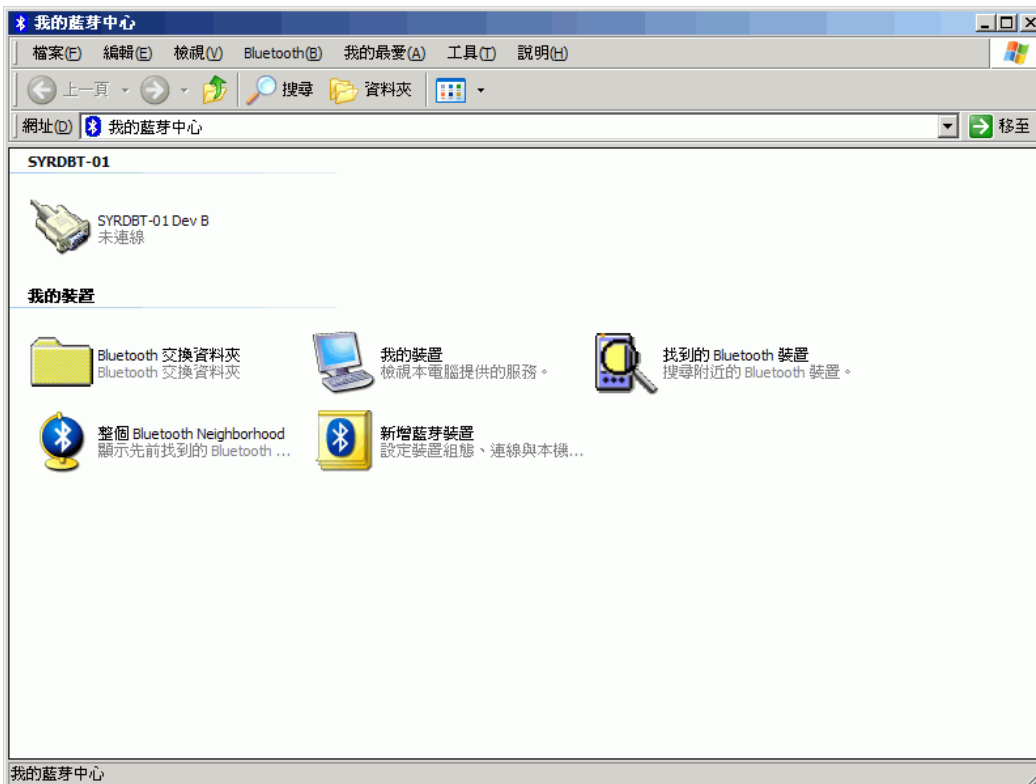 我的藍芽中心
檔案(F) 編輯(E) 檢視(V) Bluetooth(B) 我的最愛(A) 工具(T) 說明(H)
上一頁 搜尋 資料夾
網址(D) 我的藍芽中心 移至
SYRDBT-01
SYRDBT-01 Dev B
未連線
我的裝置
Bluetooth 交換資料夾
Bluetooth 交換資料夾
我的裝置
檢視本電腦提供的服務。
找到的 Bluetooth 裝置
搜尋附近的 Bluetooth 裝置。
整個 Bluetooth Neighborhood
顯示先前找到的 Bluetooth ...
新增藍芽裝置
設定裝置組態、連線與本機...
我的藍芽中心